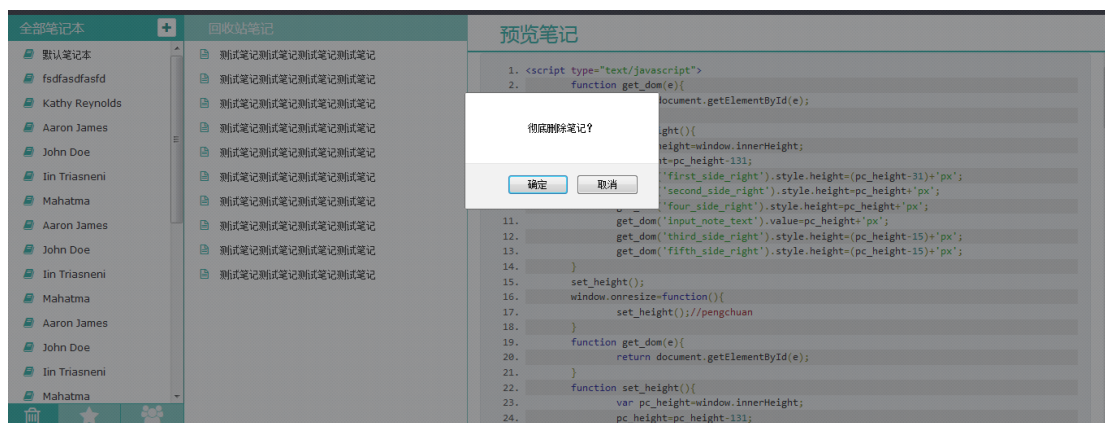 全部笔记本
默认笔记本
fsdfasdfasfd
Kathy Reynolds
Aaron James
John Doe
Iin Triasneni
Mahatma
Aaron James
John Doe
Iin Triasneni
Mahatma
Aaron James
John Doe
Iin Triasneni
Mahatma
回收站笔记
测试笔记测试笔记测试笔记测试笔记
测试笔记测试笔记测试笔记测试笔记
测试笔记测试笔记测试笔记测试笔记
测试笔记测试笔记测试笔记测试笔记
测试笔记测试笔记测试笔记测试笔记
测试笔记测试笔记测试笔记测试笔记
测试笔记测试笔记测试笔记测试笔记
测试笔记测试笔记测试笔记测试笔记
测试笔记测试笔记测试笔记测试笔记
测试笔记测试笔记测试笔记测试笔记
预览笔记
1. <script type="text/javascript">
2. function get_dom(e){
document.getElementById(e);
ght(){
height=window.innerHeight;
ht=pc_height-131;
('first_side_right').style.height=(pc_height-31)+'px';
('second_side_right').style.height=pc_height+'px';
('four_side_right').style.height=pc_height+'px';
11. get_dom('input_note_text').value=pc_height+'px';
12. get_dom('third_side_right').style.height=(pc_height-15)+'px';
13. get_dom('fifth_side_right').style.height=(pc_height-15)+'px';
14. }
15. set_height();
16. window.onresize=function(){
17. set_height();//pengchuan
18. }
19. function get_dom(e){
20. return document.getElementById(e);
21. }
22. function set_height(){
23. var pc_height=window.innerHeight;
24. pc_height=pc_height-131;
彻底删除笔记?
确定 取消